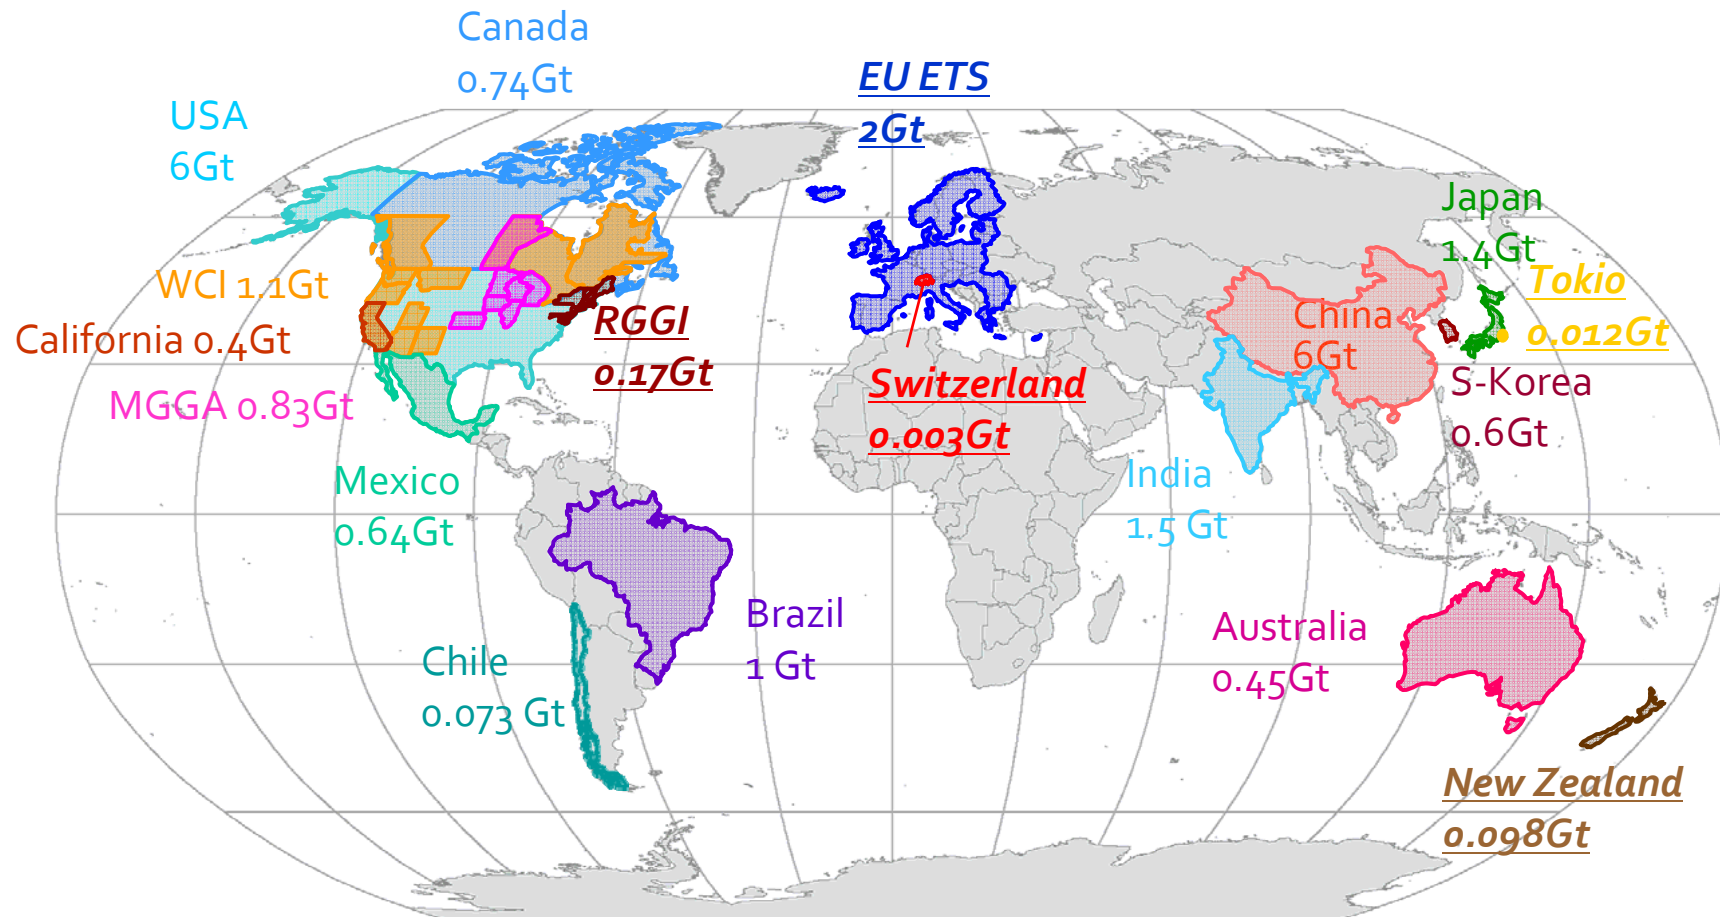 Canada
0.74Gt
EU ETS
2Gt
USA
6Gt
Japan
1.4Gt
WCI 1.1Gt
Tokio
0.012Gt
California 0.4Gt
RGGI
0.17Gt
China
6Gt
MGGA 0.83Gt
Switzerland
0.003Gt
S-Korea
0.6Gt
Mexico
0.64Gt
India
1,5 Gt
Brazil
1 Gt
Chile
0.073 Gt
Australia
0.45Gt
New Zealand
0.098Gt